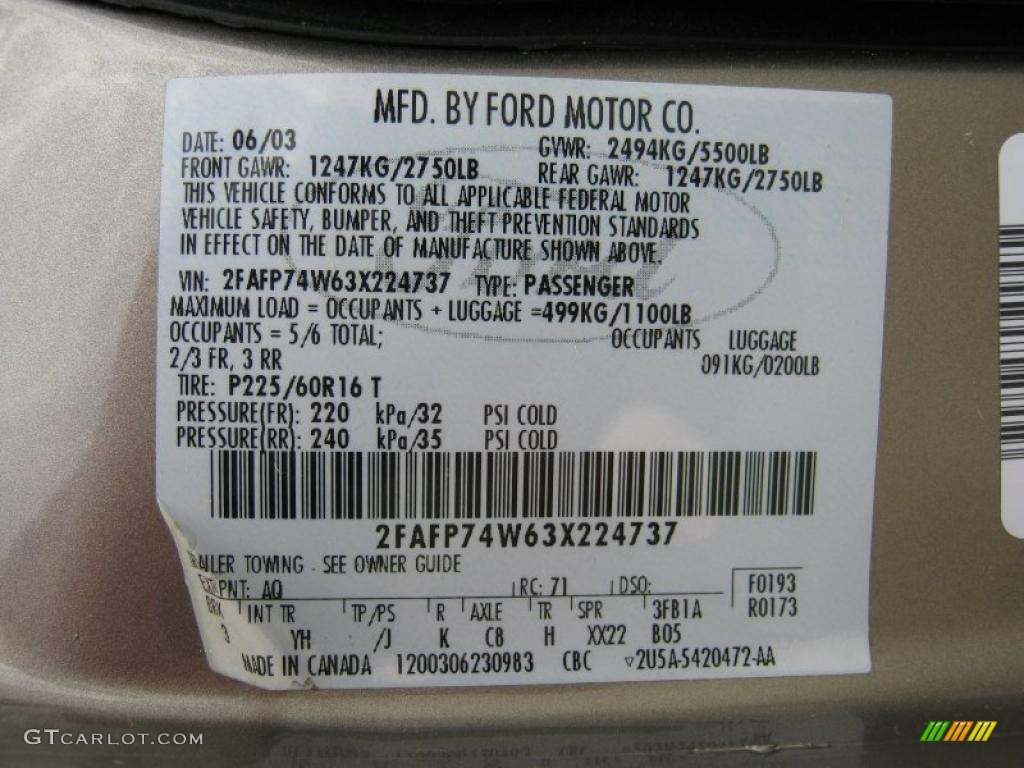 MFD. BY FORD MOTOR CO.
DATE: 06/03 GVWR: 2494KG/5500LB
FRONT GAWR: 1247KG/2750LB REAR GAWR: 1247KG/2750LB
THIS VEHICLE CONFORMS TO ALL APPLICABLE FEDERAL MOTOR
VEHICLE SAFETY, BUMPER, AND THEFT PREVENTION STANDARDS
IN EFFECT ON THE DATE OF MANUFACTURE SHOWN ABOVE.
VIN: 2FAFP74W63X224737 TYPE: PASSENGER
MAXIMUM LOAD = OCCUPANTS + LUGGAGE =499KG/1100LB
OCCUPANTS = 5/6 TOTAL; OCCUPANTS LUGGAGE
2/3 FR, 3 RR 091KG/0200LB
TIRE: P225/60R16 T
PRESSURE(FR): 220 kPa/32 PSI COLD
PRESSURE(RR): 240 kPa/35 PSI COLD
2FAFP74W63X224737
AILER TOWING - SEE OWNER GUIDE
EXT PNT: AQ RC: 71 DSO: F0193
BRK INT TR TP/PS R AXLE TR SPR 3FB1A R0173
3 YH /J K C8 H XX22 B05
MADE IN CANADA 1200306230983 CBC ▽2U5A-5420472-AA
GTCARLOT.COM